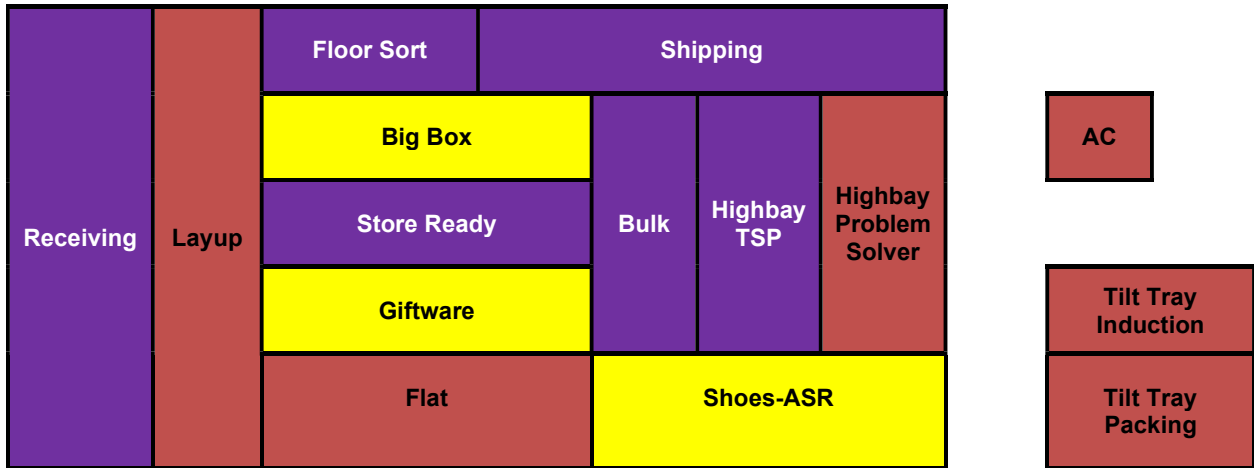 Floor Sort
Shipping
Big Box
AC
Receiving
Layup
Store Ready
Bulk
Highbay
TSP
Highbay
Problem
Solver
Giftware
Tilt Tray
Induction
Flat
Shoes-ASR
Tilt Tray
Packing